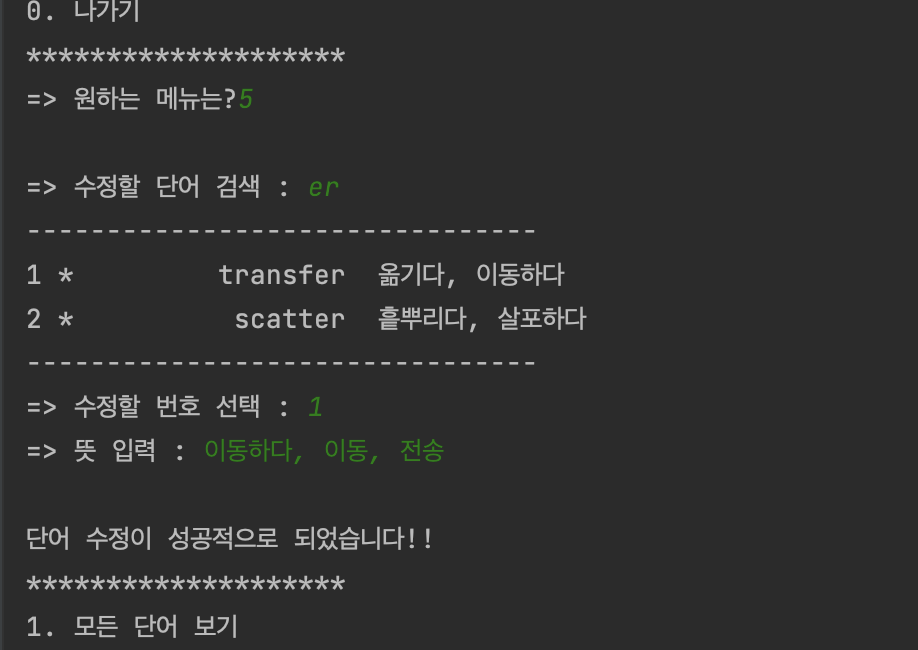 0. 나가기
********************
=> 원하는 메뉴는?5
=> 수정할 단어 검색 : er
--------------------------------
1 *         transfer  옮기다, 이동하다
2 *          scatter  흩뿌리다, 살포하다
--------------------------------
=> 수정할 번호 선택 : 1
=> 뜻 입력 : 이동하다, 이동, 전송
단어 수정이 성공적으로 되었습니다!!
********************
1. 모든 단어 보기